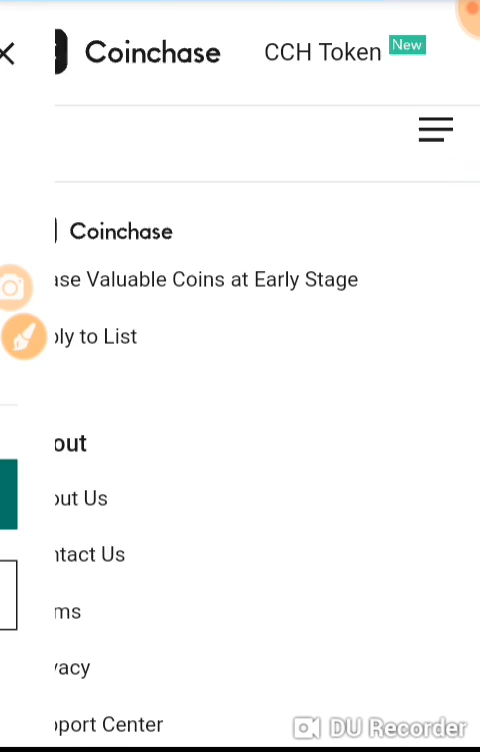 Coinchase CCH Token New
Coinchase
ase Valuable Coins at Early Stage
ply to List
out
out Us
ntact Us
ms
vacy
pport Center
DU Recorder